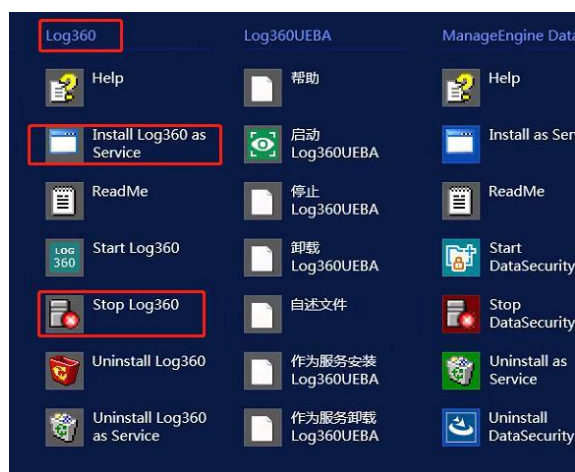 Log360
Help
Install Log360 as
Service
ReadMe
LOG
360
Start Log360
Stop Log360
Uninstall Log360
Uninstall Log360
as Service
Log360UEBA
帮助
启动
Log360UEBA
停止
Log360UEBA
卸载
Log360UEBA
自述文件
作为服务安装
Log360UEBA
作为服务卸载
Log360UEBA
ManageEngine Data
Help
Install as Ser
ReadMe
Start
DataSecurity
Stop
DataSecurity
Uninstall as
Service
Uninstall
DataSecurity